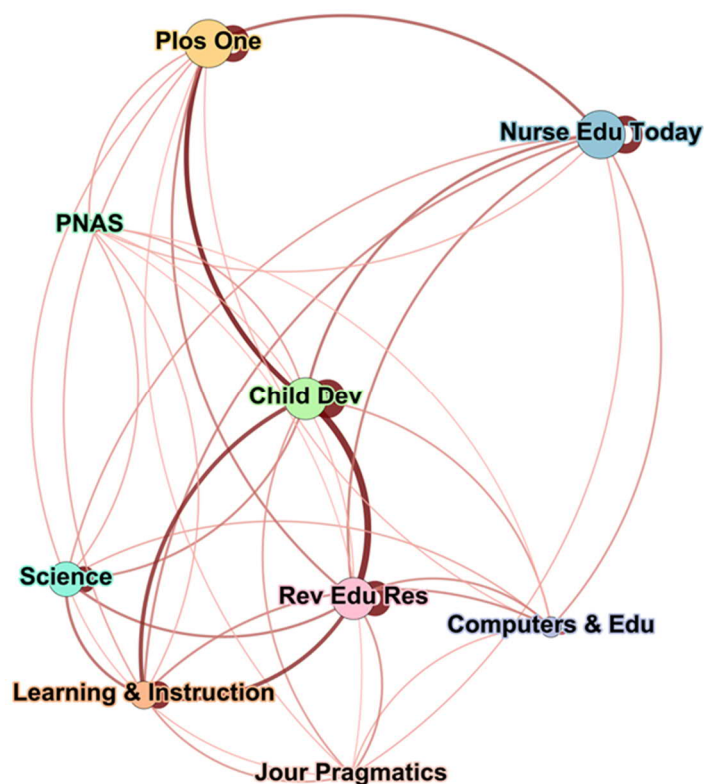 Plos One
Nurse Edu Today
PNAS
Child Dev
Science
Rev Edu Res
Computers & Edu
Learning & Instruction
Jour Pragmatics